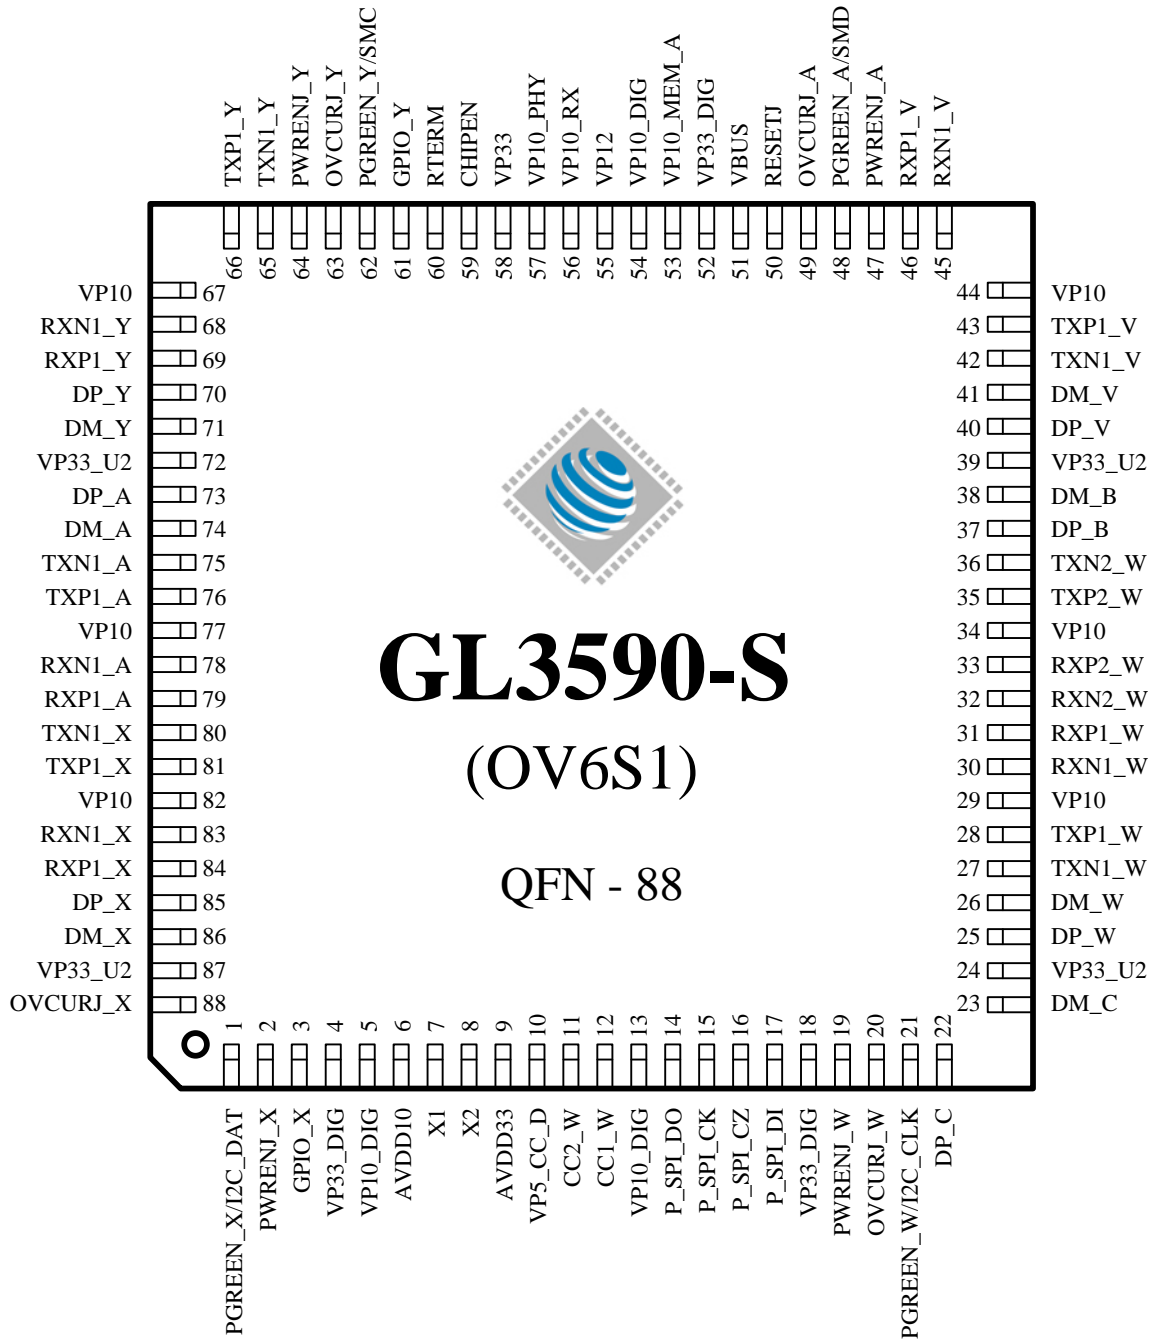 TXP1_Y
TXN1_Y
PWRENJ_Y
OVCURJ_Y
PGREEN_Y/SMC
GPIO_Y
RTERM
CHIPEN
VP33
VP10_PHY
VP10_RX
VP12
VP10_DIG
VP10_MEM_A
VP33_DIG
VBUS
RESETJ
OVCURJ_A
PGREEN_A/SMD
PWRENJ_A
RXP1_V
RXN1_V
66
65
64
63
62
61
60
59
58
57
56
55
54
53
52
51
50
49
48
47
46
45
VP10 67
RXN1_Y 68
RXP1_Y 69
DP_Y 70
DM_Y 71
VP33_U2 72
DP_A 73
DM_A 74
TXN1_A 75
TXP1_A 76
VP10 77
RXN1_A 78
RXP1_A 79
TXN1_X 80
TXP1_X 81
VP10 82
RXN1_X 83
RXP1_X 84
DP_X 85
DM_X 86
VP33_U2 87
OVCURJ_X 88
GL3590-S
(OV6S1)
QFN - 88
44 VP10
43 TXP1_V
42 TXN1_V
41 DM_V
40 DP_V
39 VP33_U2
38 DM_B
37 DP_B
36 TXN2_W
35 TXP2_W
34 VP10
33 RXP2_W
32 RXN2_W
31 RXP1_W
30 RXN1_W
29 VP10
28 TXP1_W
27 TXN1_W
26 DM_W
25 DP_W
24 VP33_U2
23 DM_C
1
2
3
4
5
6
7
8
9
10
11
12
13
14
15
16
17
18
19
20
21
22
PGREEN_X/I2C_DAT
PWRENJ_X
GPIO_X
VP33_DIG
VP10_DIG
AVDD10
X1
X2
AVDD33
VP5_CC_D
CC2_W
CC1_W
VP10_DIG
P_SPI_DO
P_SPI_CK
P_SPI_CZ
P_SPI_DI
VP33_DIG
PWRENJ_W
OVCURJ_W
PGREEN_W/I2C_CLK
DP_C